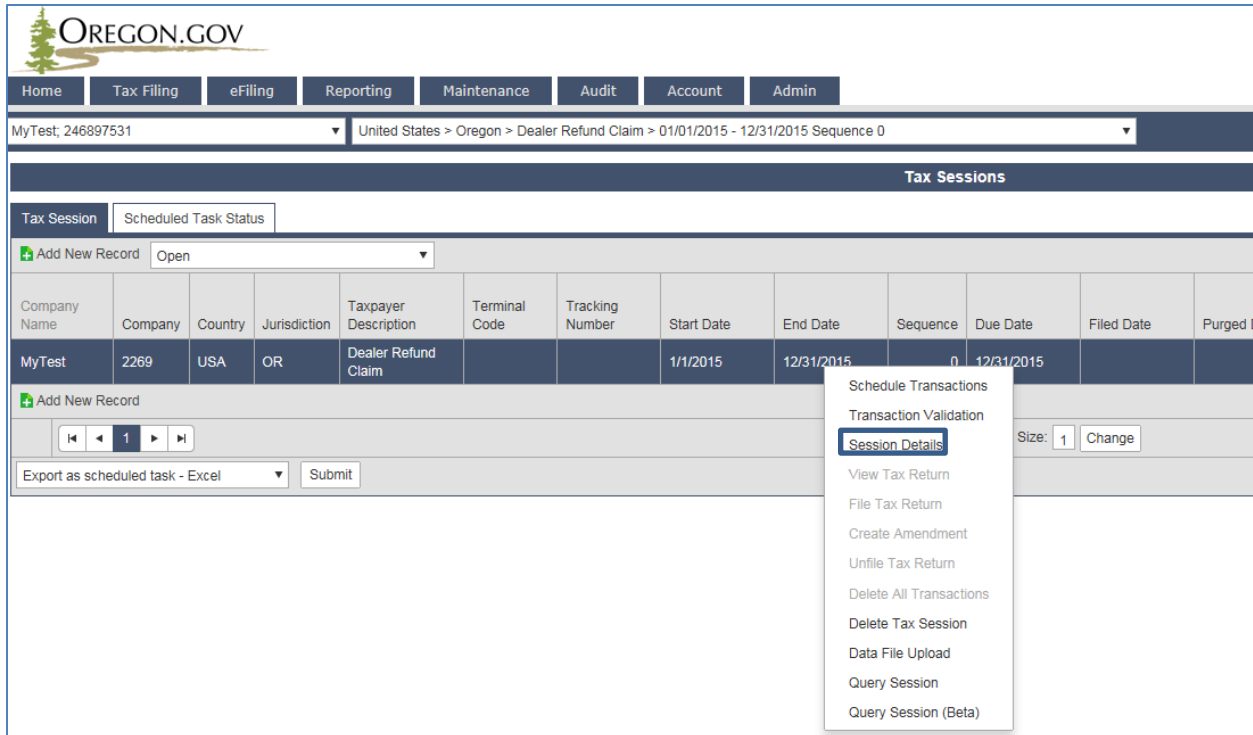 OREGON.GOV
Home Tax Filing eFiling Reporting Maintenance Audit Account Admin
MyTest; 246897531 United States > Oregon > Dealer Refund Claim > 01/01/2015 - 12/31/2015 Sequence 0
Tax Sessions
Tax Session Scheduled Task Status
Add New Record Open
Company Name Company Country Jurisdiction Taxpayer Description Terminal Code Tracking Number Start Date End Date Sequence Due Date Filed Date Purged D
MyTest 2269 USA OR Dealer Refund Claim 1/1/2015 12/31/2015 0 12/31/2015
Add New Record
1 Size: 1 Change
Export as scheduled task - Excel Submit
Schedule Transactions
Transaction Validation
Session Details
View Tax Return
File Tax Return
Create Amendment
Unfile Tax Return
Delete All Transactions
Delete Tax Session
Data File Upload
Query Session
Query Session (Beta)